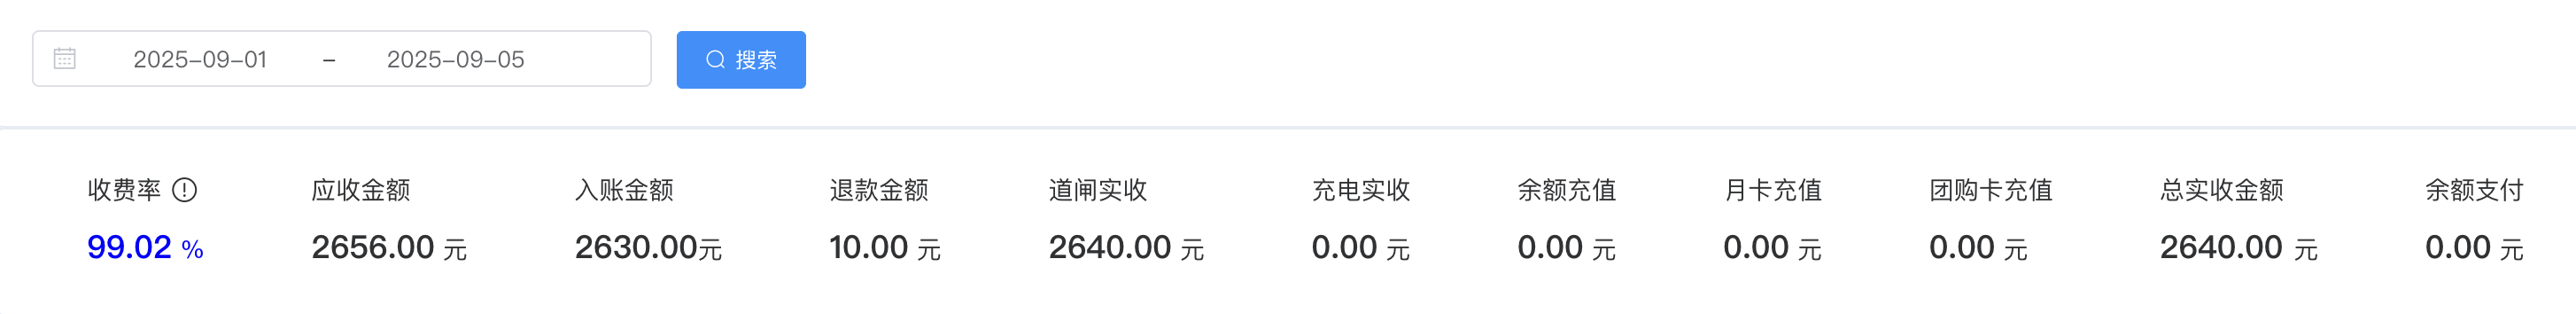 2025-09-01 - 2025-09-05 搜索
收费率 应收金额 入账金额 退款金额 道闸实收 充电实收 余额充值 月卡充值 团购卡充值 总实收金额 余额支付
99.02 % 2656.00 元 2630.00元 10.00 元 2640.00 元 0.00 元 0.00 元 0.00 元 0.00 元 2640.00 元 0.00 元